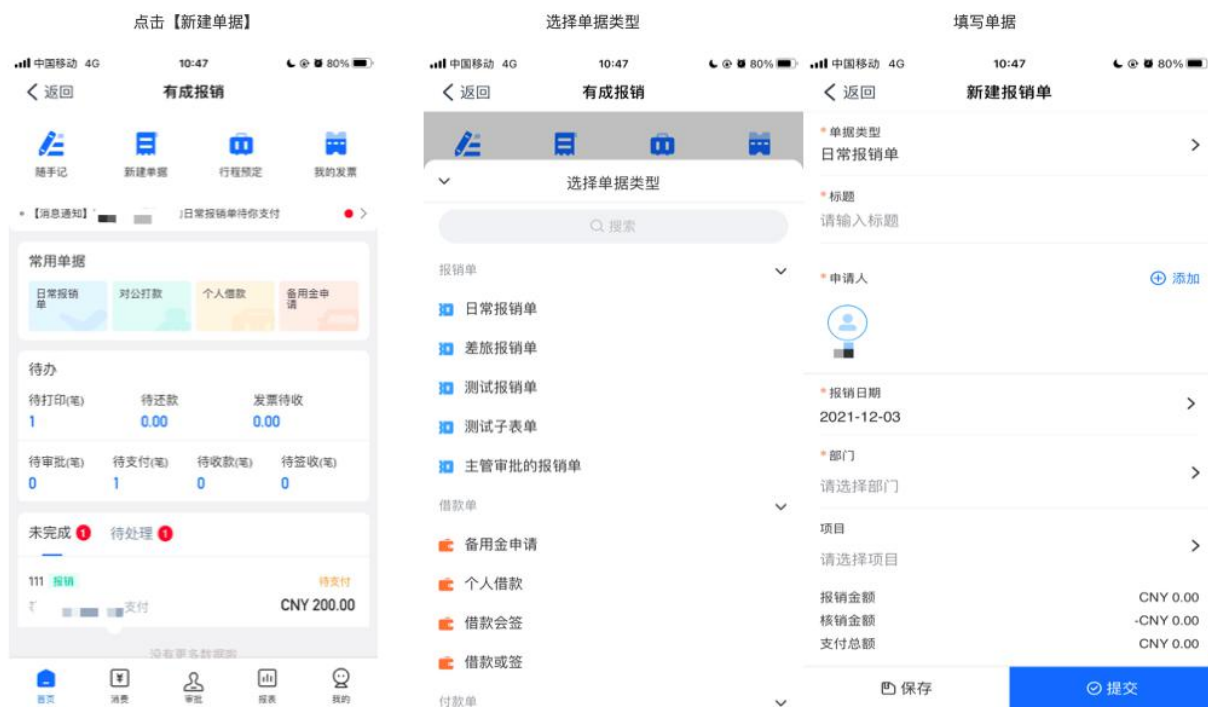 点击【新建单据】
中国移动 4G 10:47 80%
返回 有成报销
随手记 新建单据 行程预定 我的发票
【消息通知】 日常报销单待你支付
常用单据
日常报销单 对公打款 个人借款 备用金申请
待办
待打印(笔) 待还款 发票待收
1 0.00 0.00
待审批(笔) 待支付(笔) 待收款(笔) 待签收(笔)
0 1 0 0
未完成 1 待处理 1
111 报销 待支付
支付 CNY 200.00
没有更多数据啦
首页 消费 审批 报表 我的
选择单据类型
中国移动 4G 10:47 80%
返回 有成报销
选择单据类型
搜索
报销单
日常报销单
差旅报销单
测试报销单
测试子表单
主管审批的报销单
借款单
备用金申请
个人借款
借款会签
借款或签
付款单
填写单据
中国移动 4G 10:47 80%
返回 新建报销单
*单据类型
日常报销单
*标题
请输入标题
*申请人 添加
*报销日期
2021-12-03
*部门
请选择部门
项目
请选择项目
报销金额 CNY 0.00
核销金额 -CNY 0.00
支付总额 CNY 0.00
保存 提交